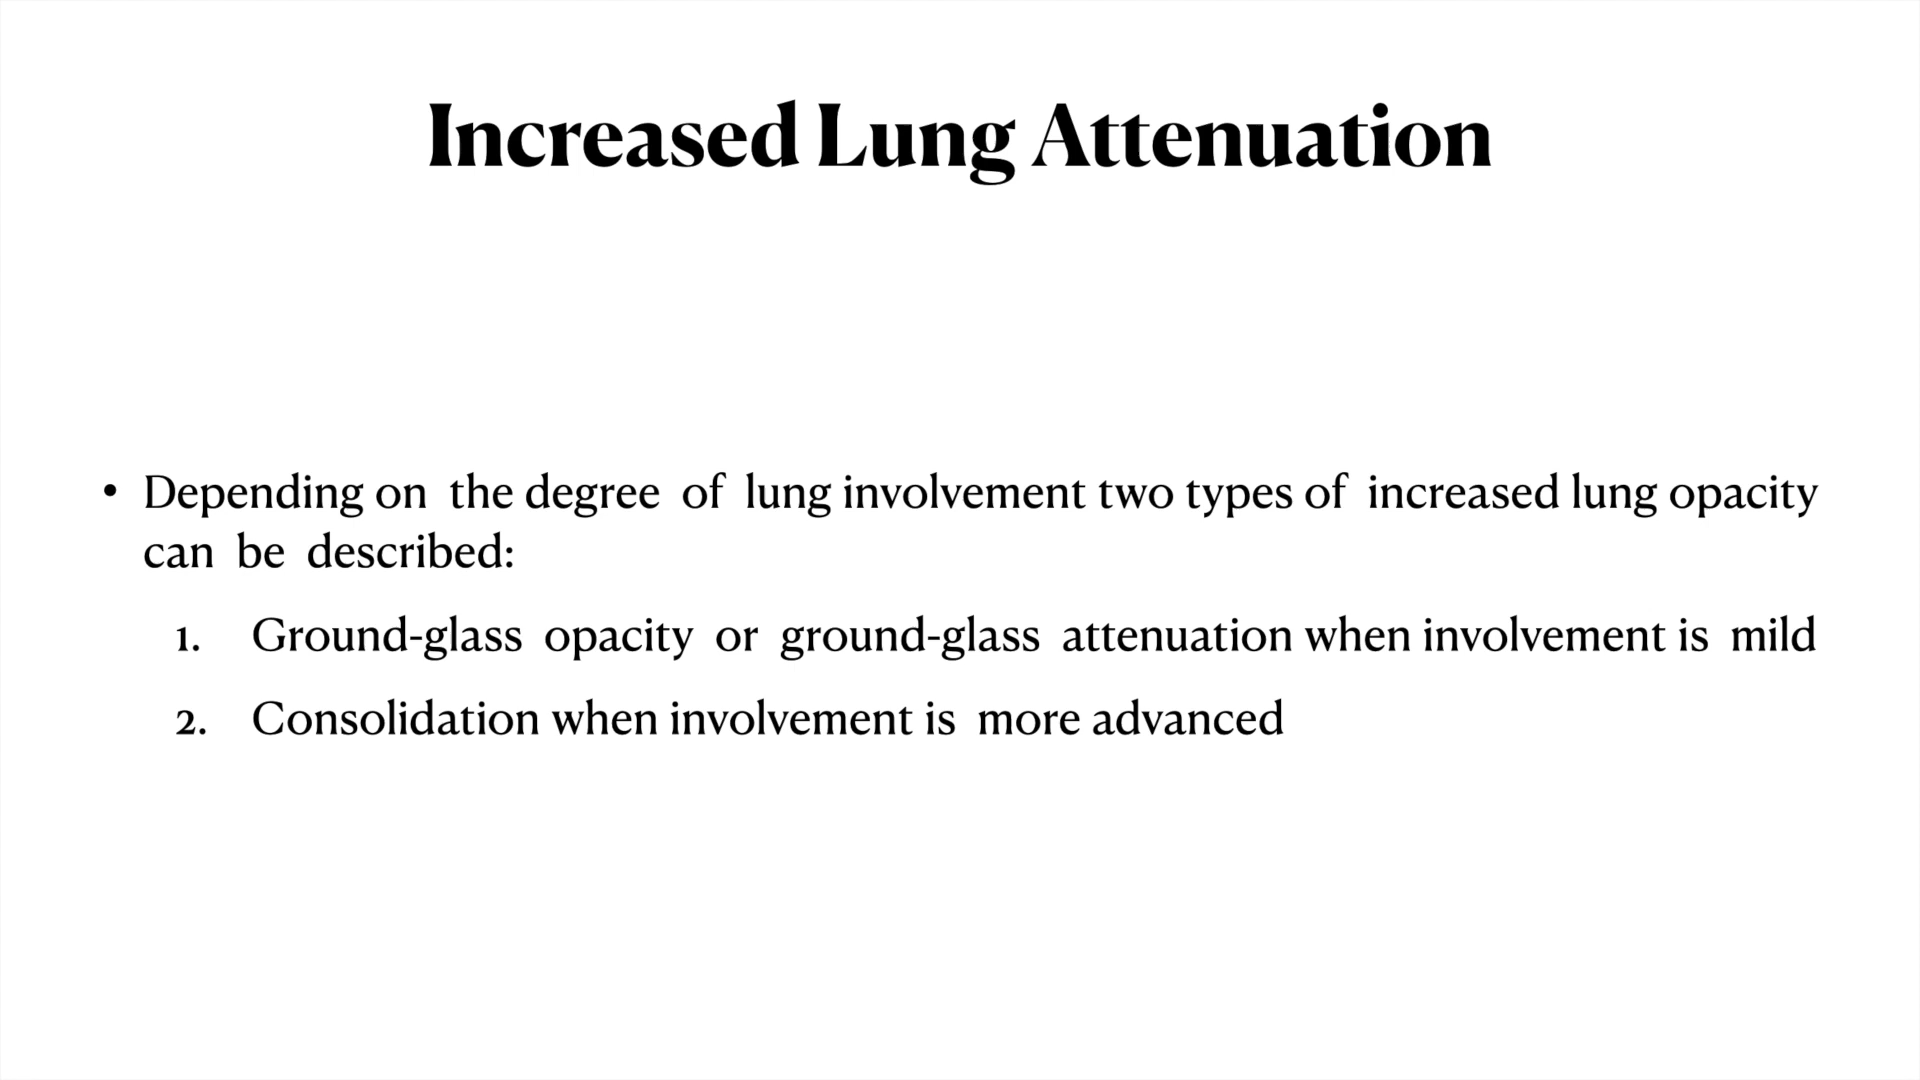 Increased Lung Attenuation
• Depending on the degree of lung involvement two types of increased lung opacity
can be described:
1. Ground-glass opacity or ground-glass attenuation when involvement is mild
2. Consolidation when involvement is more advanced